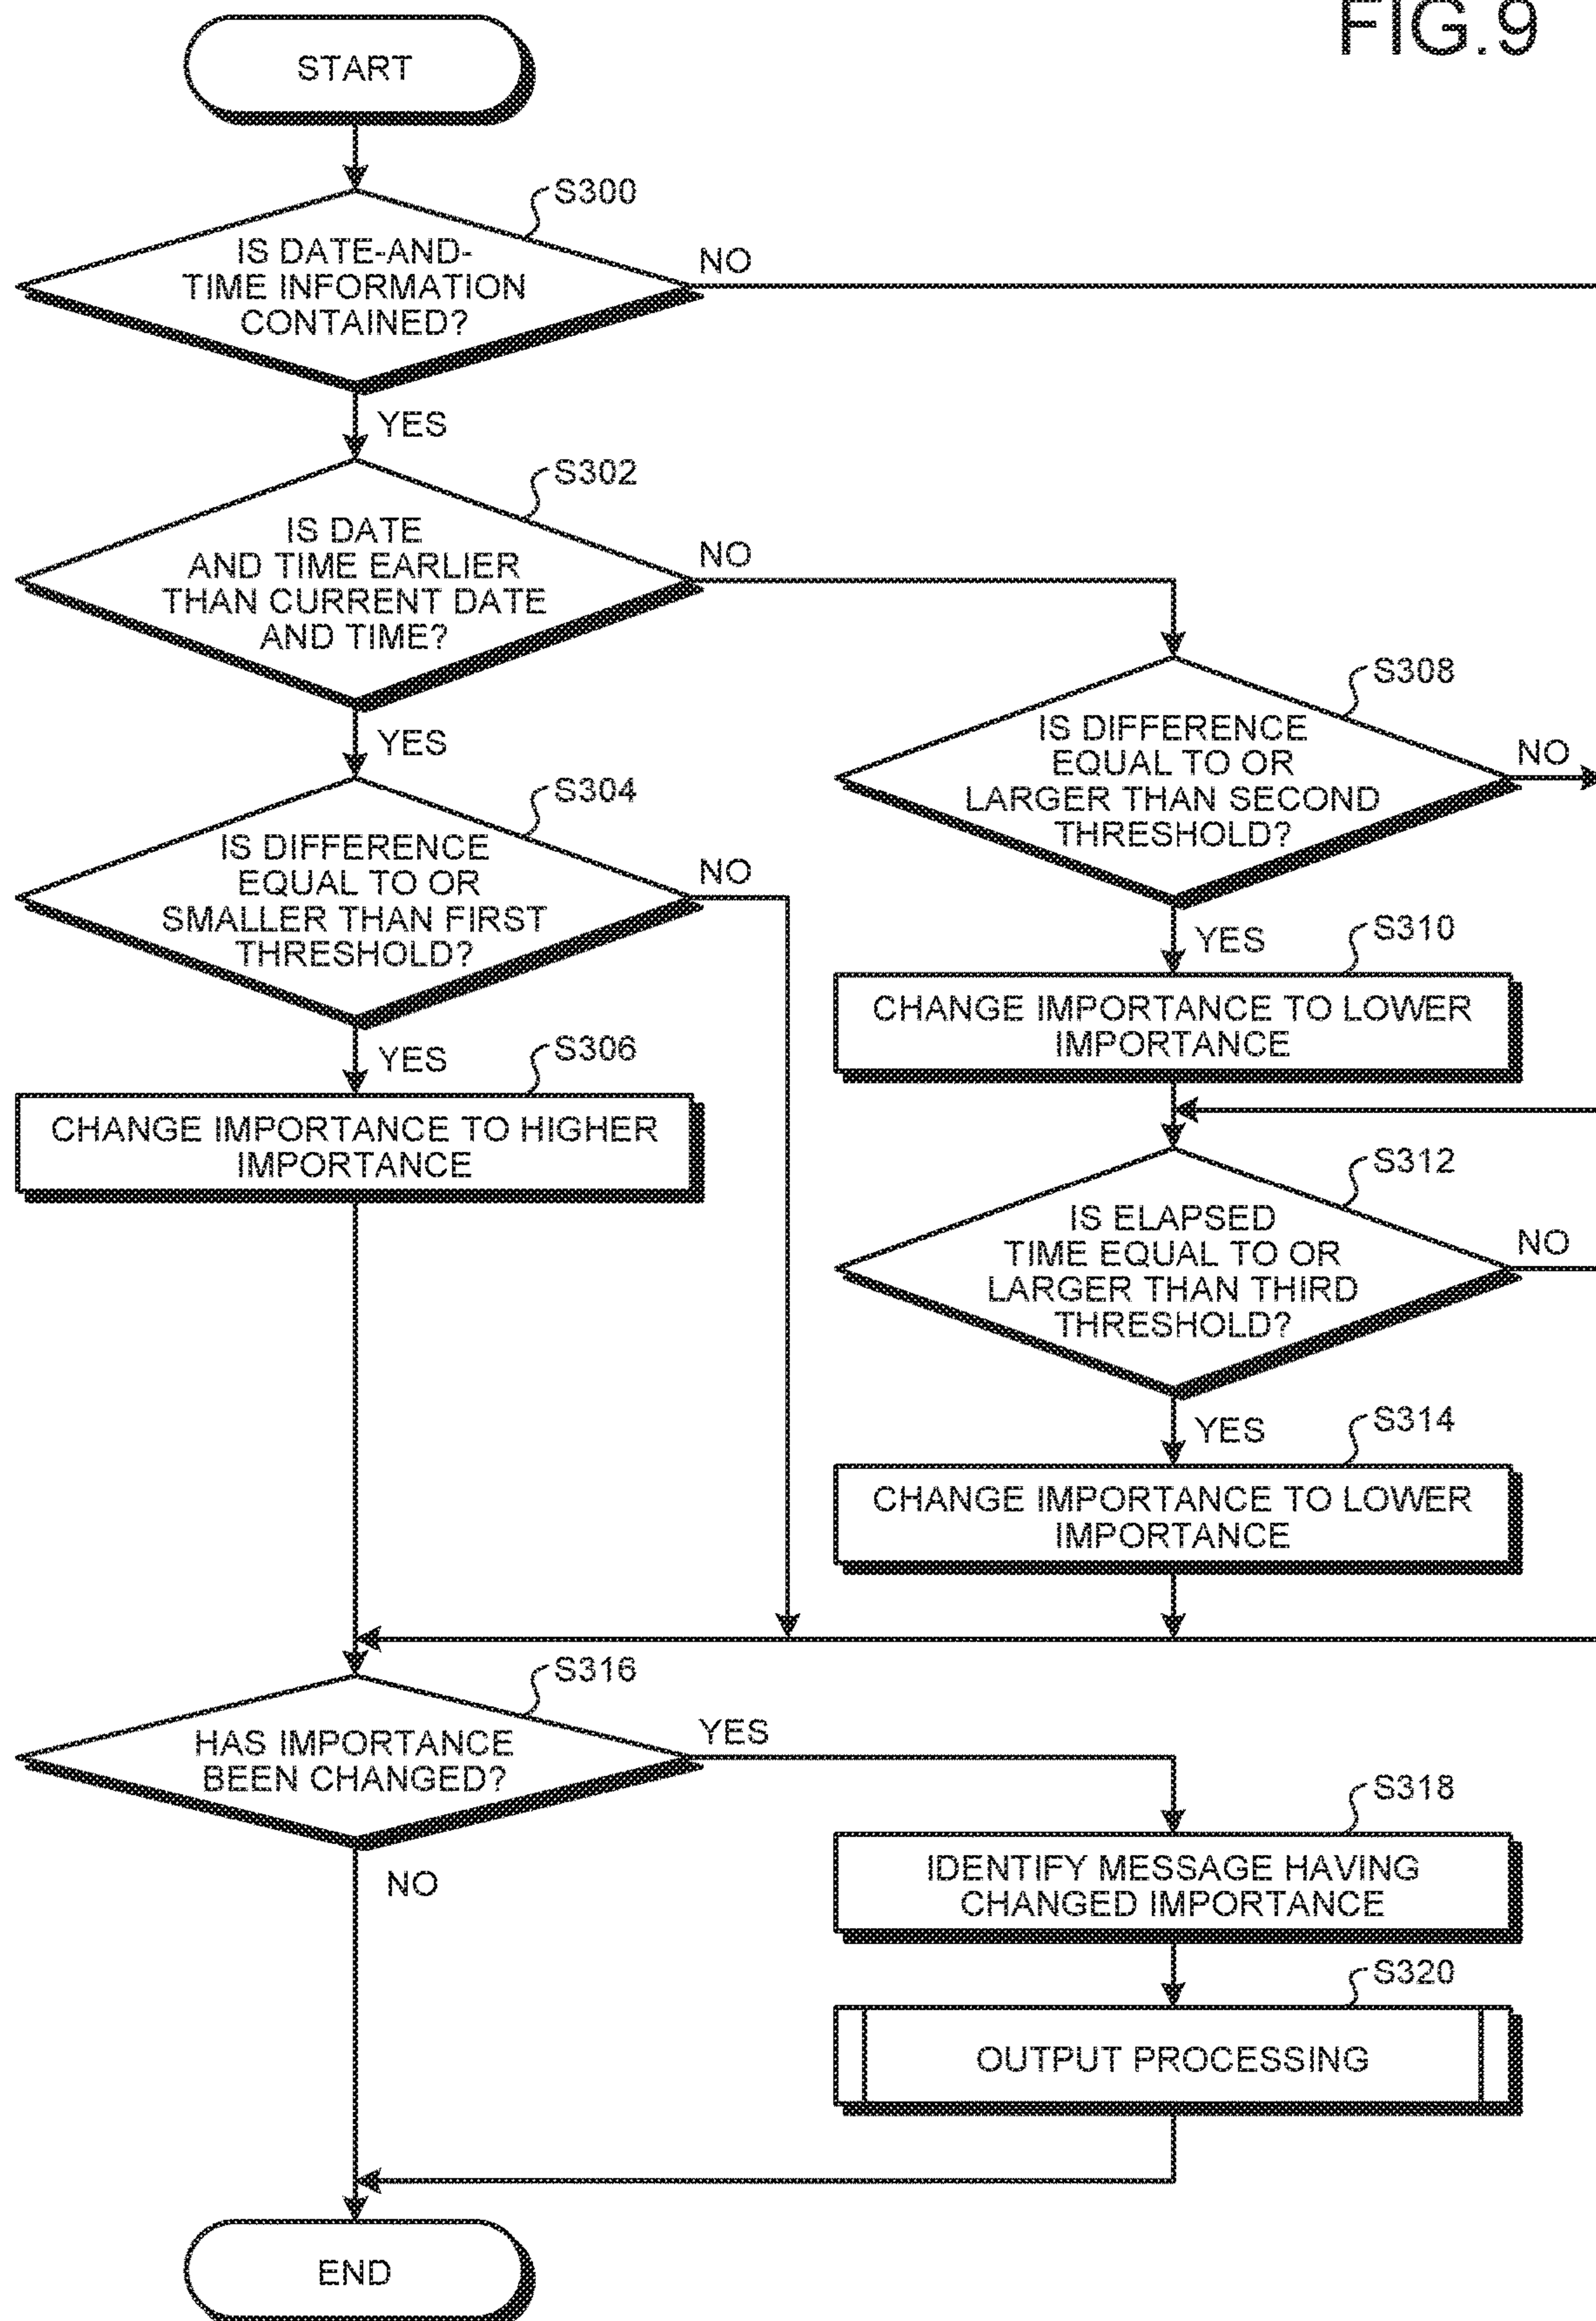 FIG.9
START
S300
IS DATE-AND-
TIME INFORMATION
CONTAINED?
NO
YES
S302
IS DATE
AND TIME EARLIER
THAN CURRENT DATE
AND TIME?
NO
YES
S304
IS DIFFERENCE
EQUAL TO OR
SMALLER THAN FIRST
THRESHOLD?
NO
YES
S306
CHANGE IMPORTANCE TO HIGHER
IMPORTANCE
S308
IS DIFFERENCE
EQUAL TO OR
LARGER THAN SECOND
THRESHOLD?
NO
YES
S310
CHANGE IMPORTANCE TO LOWER
IMPORTANCE
S312
IS ELAPSED
TIME EQUAL TO OR
LARGER THAN THIRD
THRESHOLD?
NO
YES
S314
CHANGE IMPORTANCE TO LOWER
IMPORTANCE
S316
HAS IMPORTANCE
BEEN CHANGED?
YES
NO
S318
IDENTIFY MESSAGE HAVING
CHANGED IMPORTANCE
S320
OUTPUT PROCESSING
END